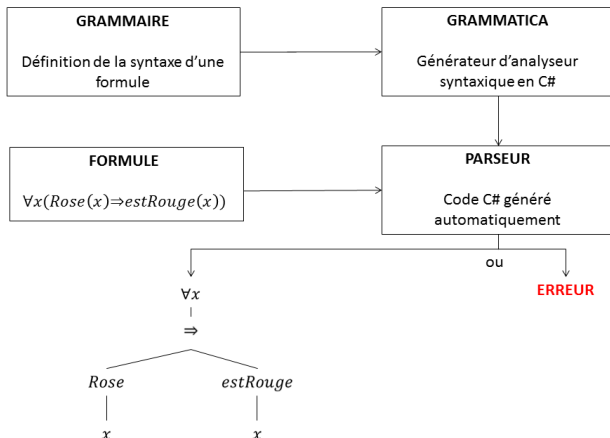 GRAMMAIRE
Définition de la syntaxe d'une
formule
GRAMMATICA
Générateur d'analyseur
syntaxique en C#
FORMULE
∀x(Rose(x)⇒estRouge(x))
PARSEUR
Code C# généré
automatiquement
ou
∀x
ERREUR
⇒
Rose estRouge
x x